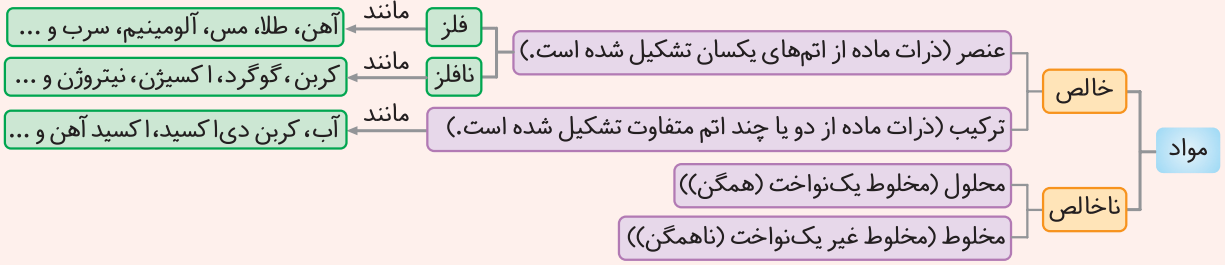 مواد
خالص
عنصر (ذرات ماده از اتم‌های یکسان تشکیل شده است.)
فلز
مانند
آهن، طلا، مس، آلومینیم، سرب و ...
نافلز
مانند
کربن، گوگرد، اکسیژن، نیتروژن و ...
ترکیب (ذرات ماده از دو یا چند اتم متفاوت تشکیل شده است.)
مانند
آب، کربن دی‌اکسید، اکسید آهن و ...
ناخالص
محلول (مخلوط یک‌نواخت (همگن))
مخلوط (مخلوط غیر یک‌نواخت (ناهمگن))